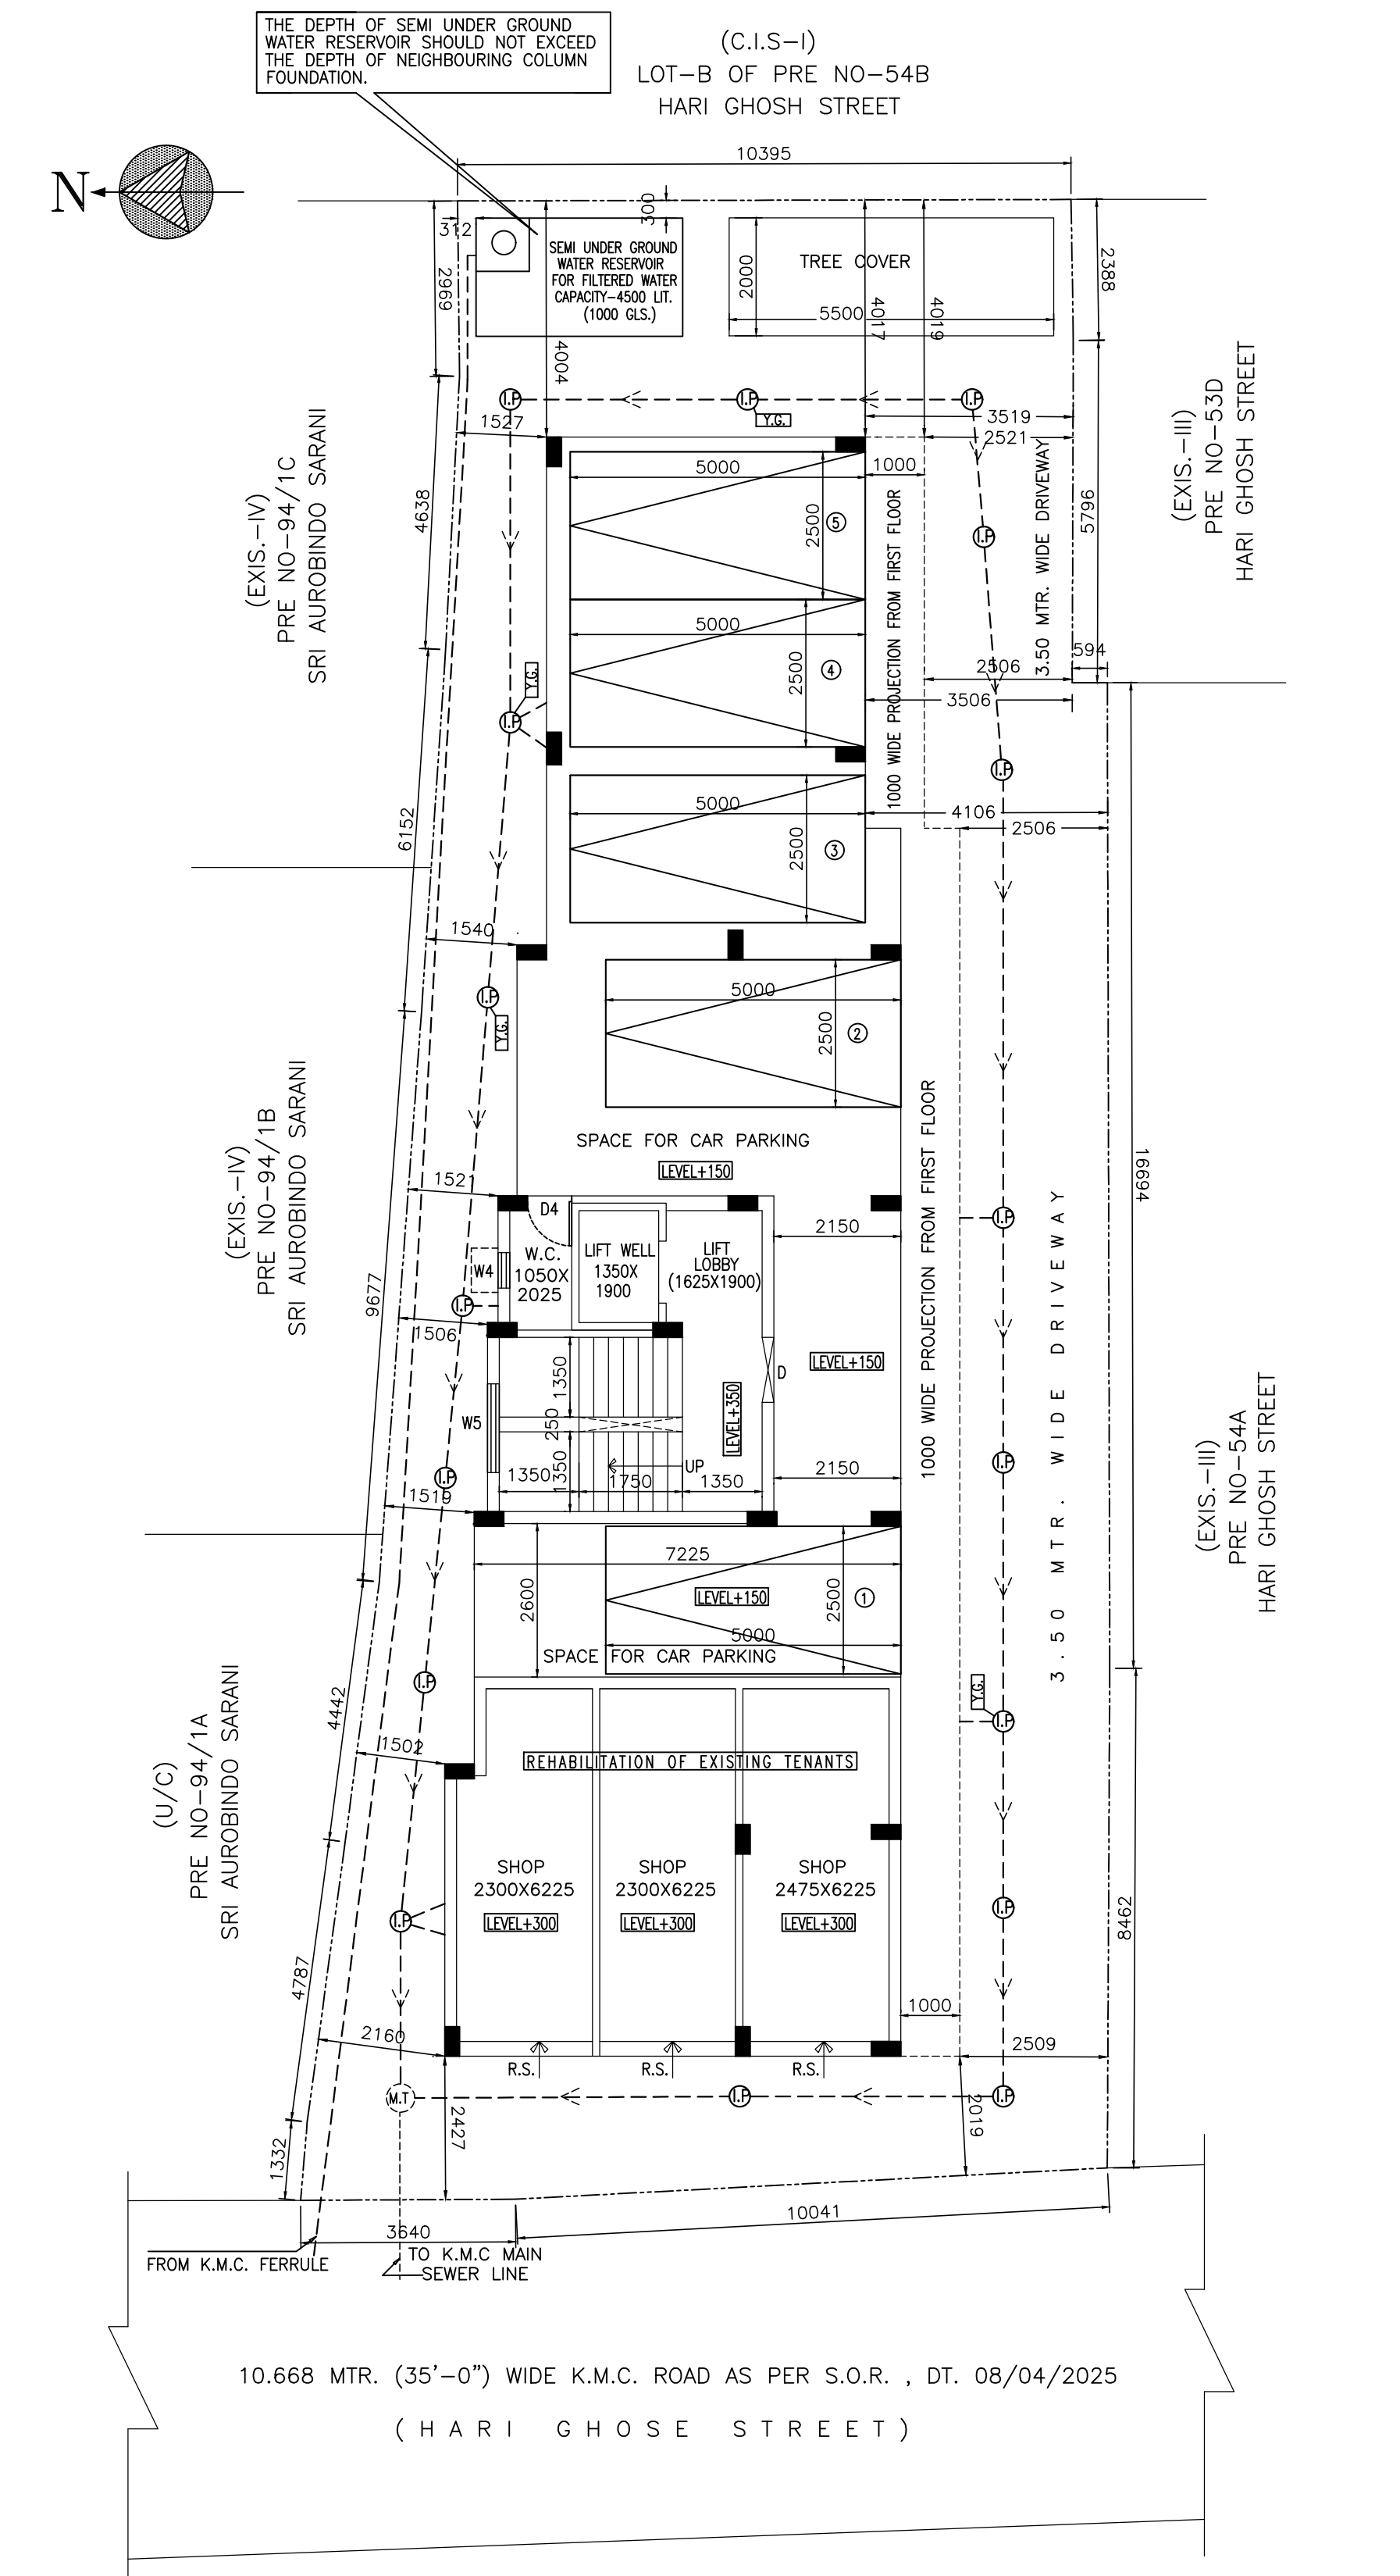 THE DEPTH OF SEMI UNDER GROUND
WATER RESERVOIR SHOULD NOT EXCEED
THE DEPTH OF NEIGHBOURING COLUMN
FOUNDATION.
(C.I.S-I)
LOT-B OF PRE NO-54B
HARI GHOSH STREET
N
10395
312
300
2969
2388
SEMI UNDER GROUND
WATER RESERVOIR
FOR FILTERED WATER
CAPACITY-4500 LIT.
(1000 GLS.)
TREE COVER
2000
5500
4017
4019
4004
I.P
I.P
I.P
Y.G.
3519
2521
1527
1000
(EXIS.-IV)
PRE NO-94/1C
SRI AUROBINDO SARANI
4638
(EXIS.-III)
PRE NO-53D
HARI GHOSH STREET
5796
3.50 MTR. WIDE DRIVEWAY
1000 WIDE PROJECTION FROM FIRST FLOOR
5000
2500
5
I.P
5000
2500
4
Y.G.
I.P
594
2506
3506
I.P
5000
2500
3
4106
2506
6152
1540
I.P
Y.G.
5000
2500
2
SPACE FOR CAR PARKING
LEVEL+150
(EXIS.-IV)
PRE NO-94/1B
SRI AUROBINDO SARANI
1521
9677
D4
W.C.
1050X
2025
W4
LIFT WELL
1350X
1900
LIFT
LOBBY
(1625X1900)
2150
I.P
I.P
1506
1000 WIDE PROJECTION FROM FIRST FLOOR
3.50 MTR. WIDE DRIVEWAY
16694
1350
250
1350
LEVEL+350
D
LEVEL+150
W5
UP
1350
1750
1350
2150
I.P
I.P
1519
(EXIS.-III)
PRE NO-54A
HARI GHOSH STREET
7225
2600
LEVEL+150
2500
1
5000
SPACE FOR CAR PARKING
I.P
4442
1502
Y.G.
I.P
(U/C)
PRE NO-94/1A
SRI AUROBINDO SARANI
REHABILITATION OF EXISTING TENANTS
SHOP
2300X6225
LEVEL+300
SHOP
2300X6225
LEVEL+300
SHOP
2475X6225
LEVEL+300
I.P
I.P
8462
4787
2160
1000
2509
R.S.
R.S.
R.S.
M.T
I.P
I.P
2427
2019
1332
3640
10041
FROM K.M.C. FERRULE
TO K.M.C MAIN
SEWER LINE
10.668 MTR. (35'-0") WIDE K.M.C. ROAD AS PER S.O.R. , DT. 08/04/2025
(HARI GHOSE STREET)